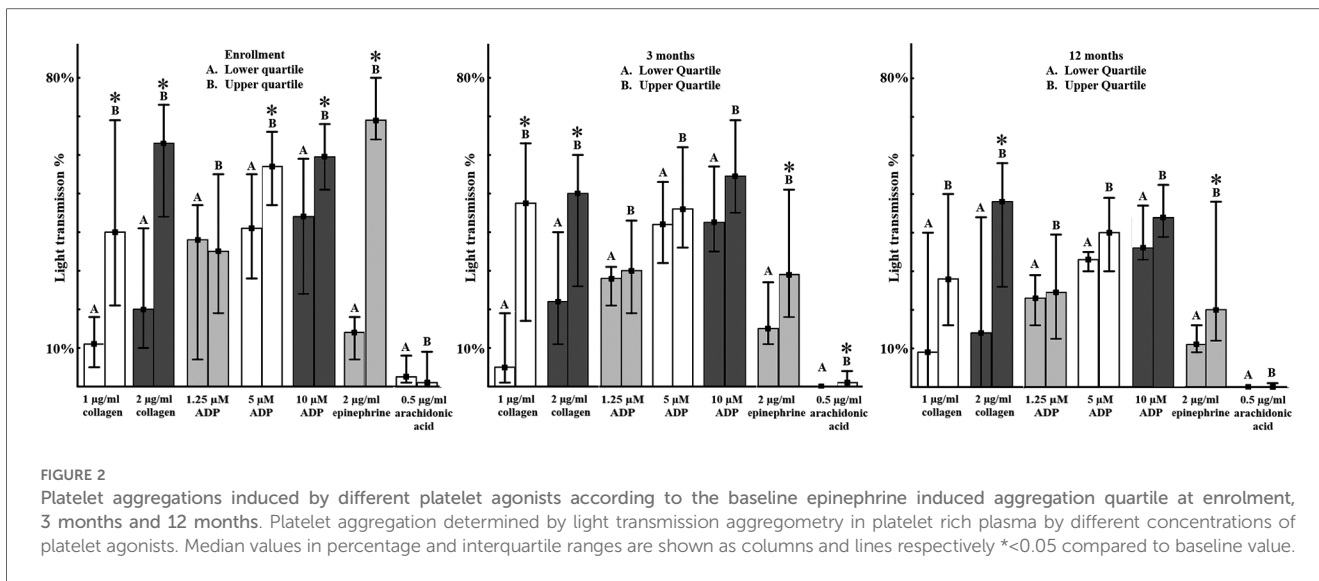 Enrollment
A. Lower quartile
B. Upper quartile
80%
10%
Light transmisson %
A
*
B
A
*
B
A
B
A
*
B
A
*
B
A
*
B
A
B
1 µg/ml collagen
2 µg/ml collagen
1.25 µM ADP
5 µM ADP
10 µM ADP
2 µg/ml epinephrine
0.5 µg/ml arachidonic acid
3 months
A. Lower Quartile
B. Upper Quartile
80%
10%
Light transmisson %
A
*
B
A
*
B
A
B
A
B
A
B
A
*
B
A
*
B
1 µg/ml collagen
2 µg/ml collagen
1.25 µM ADP
5 µM ADP
10 µM ADP
2 µg/ml epinephrine
0.5 µg/ml arachidonic acid
12 months
A. Lower Quartile
B. Upper Quartile
80%
10%
Light transmisson %
A
B
A
*
B
A
B
A
B
A
B
A
*
B
A
B
1 µg/ml collagen
2 µg/ml collagen
1.25 µM ADP
5 µM ADP
10 µM ADP
2 µg/ml epinephrine
0.5 µg/ml arachidonic acid
FIGURE 2
Platelet aggregations induced by different platelet agonists according to the baseline epinephrine induced aggregation quartile at enrolment,
3 months and 12 months. Platelet aggregation determined by light transmission aggregometry in platelet rich plasma by different concentrations of
platelet agonists. Median values in percentage and interquartile ranges are shown as columns and lines respectively *<0.05 compared to baseline value.